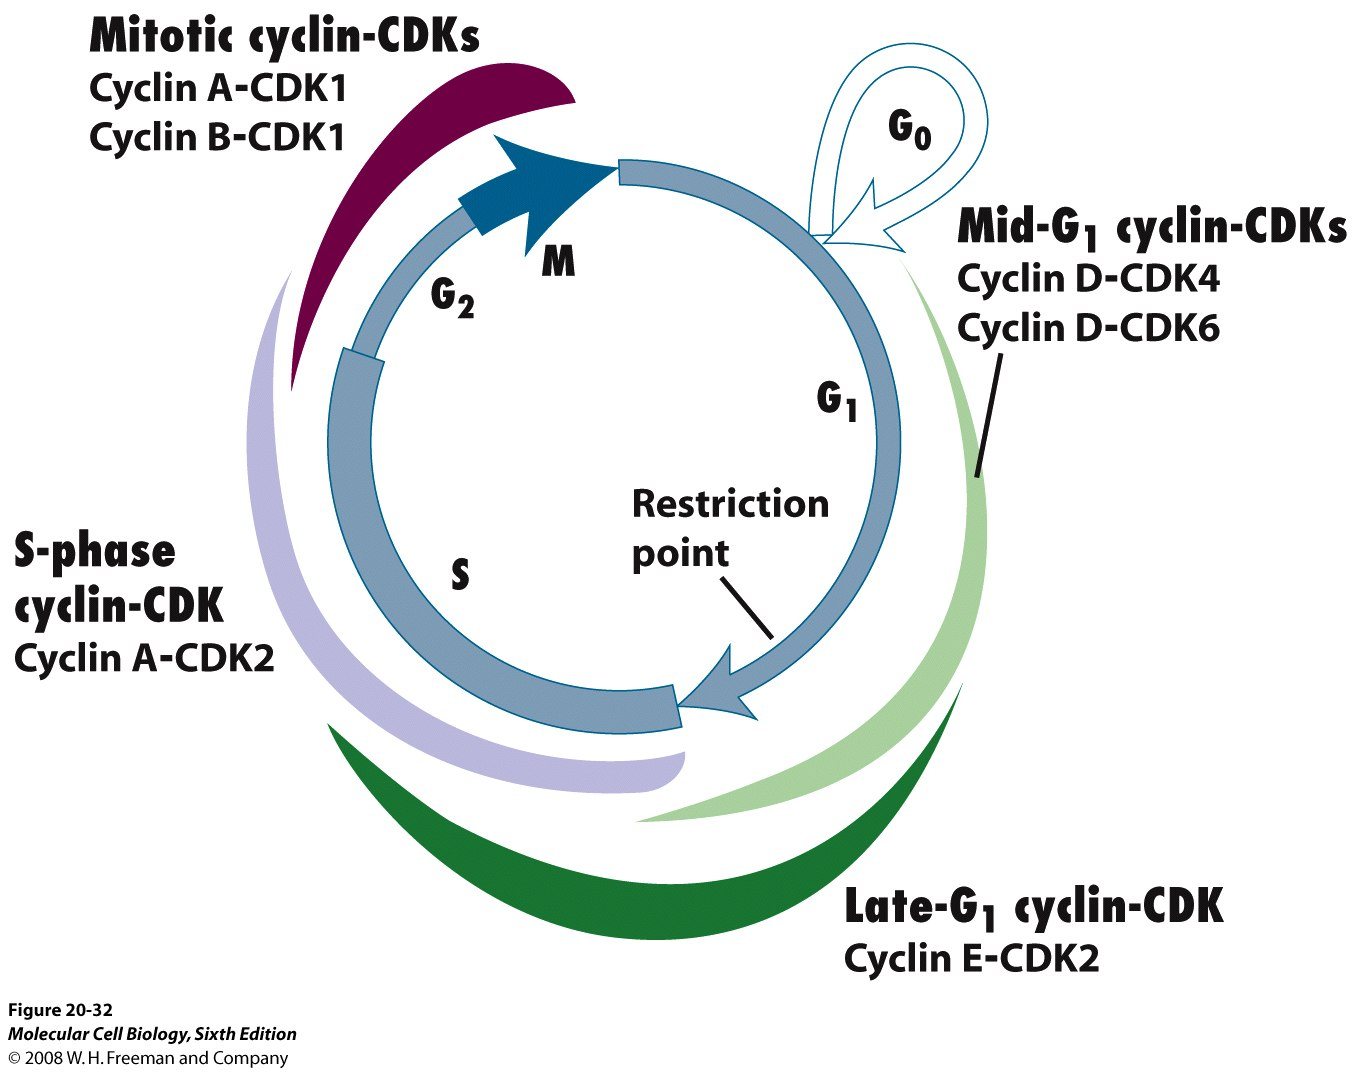 Mitotic cyclin-CDKs
Cyclin A-CDK1
Cyclin B-CDK1
G₀
Mid-G₁ cyclin-CDKs
Cyclin D-CDK4
Cyclin D-CDK6
M
G₂
G₁
Restriction
point
S-phase
cyclin-CDK
Cyclin A-CDK2
S
Late-G₁ cyclin-CDK
Cyclin E-CDK2
Figure 20-32
Molecular Cell Biology, Sixth Edition
© 2008 W. H. Freeman and Company